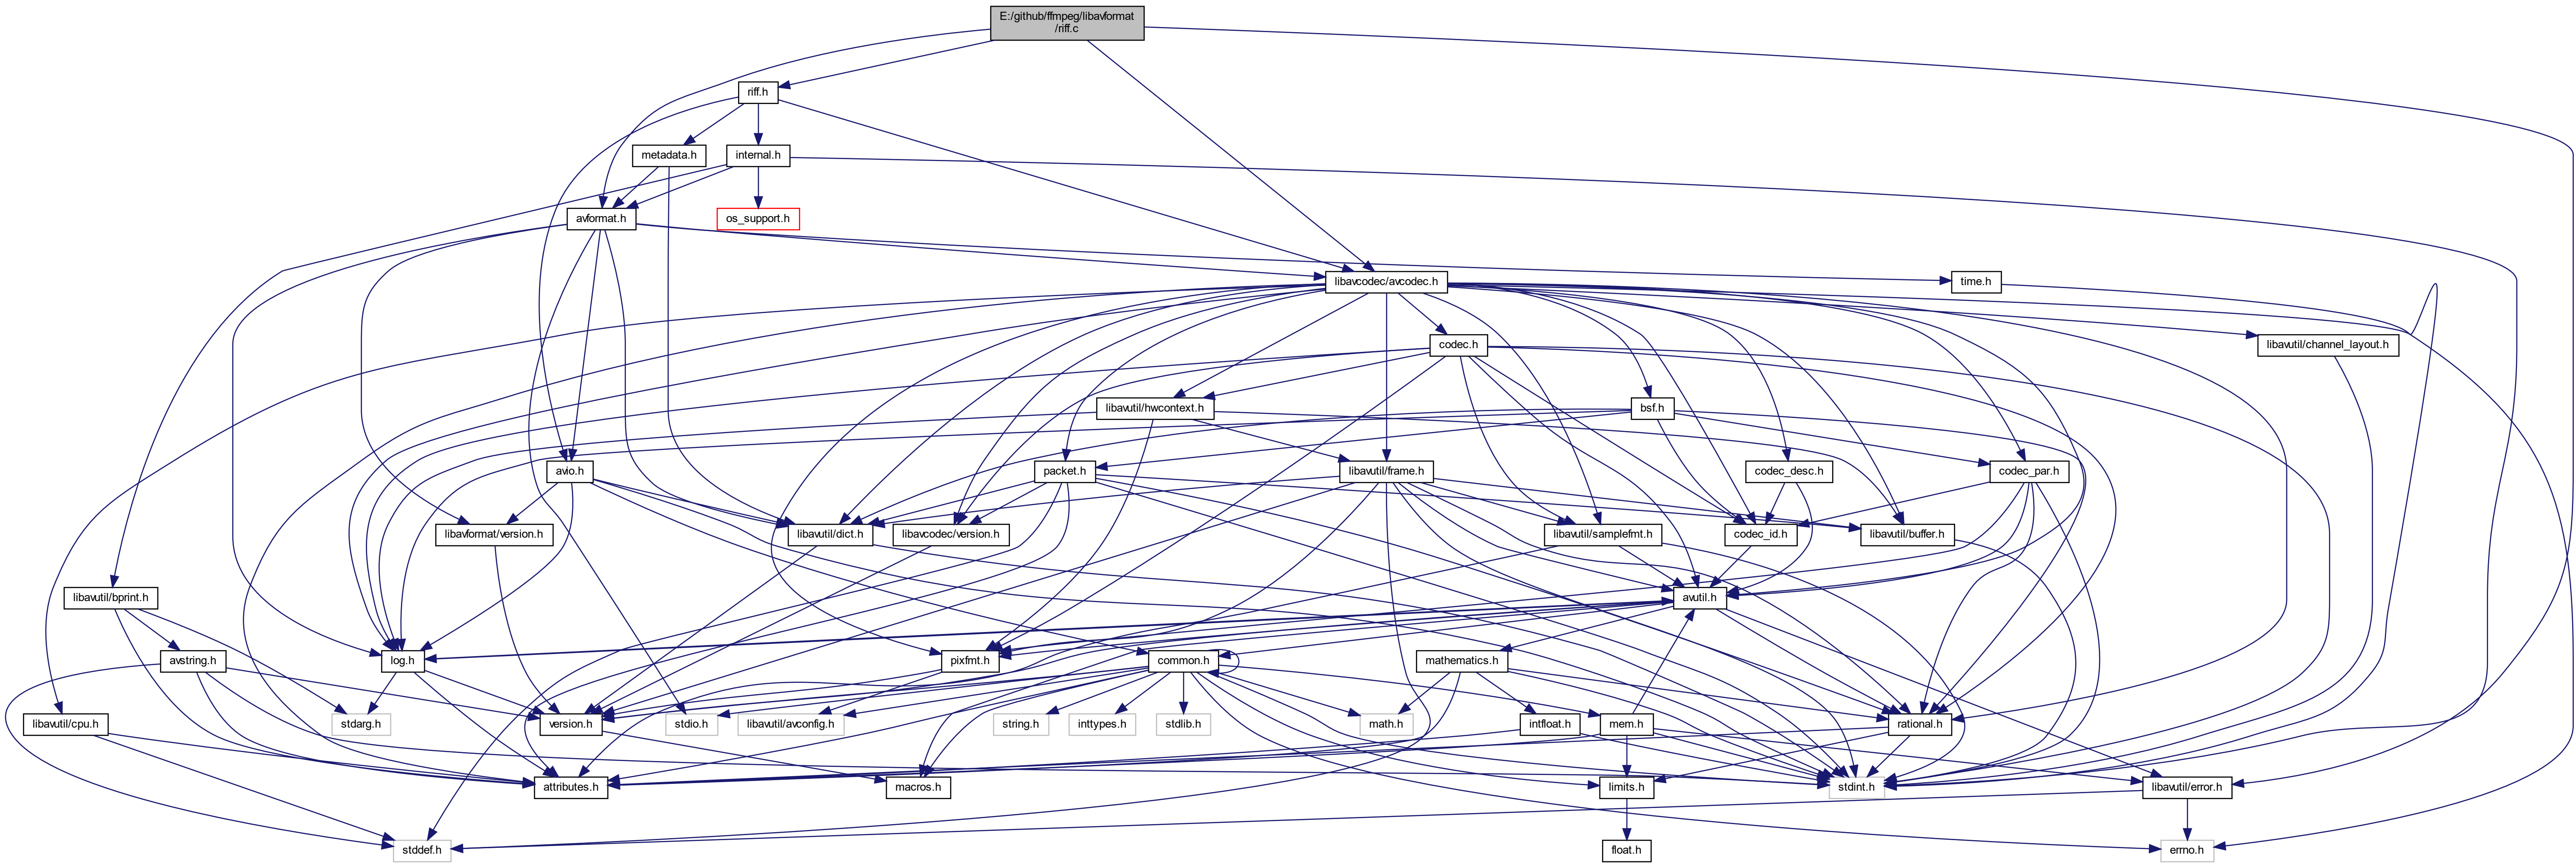 E:/github/ffmpeg/libavformat
/riff.c
riff.h
metadata.h
internal.h
avformat.h
os_support.h
libavcodec/avcodec.h
time.h
codec.h
libavutil/channel_layout.h
libavutil/hwcontext.h
bsf.h
avio.h
packet.h
libavutil/frame.h
codec_desc.h
codec_par.h
libavformat/version.h
libavutil/dict.h
libavcodec/version.h
libavutil/samplefmt.h
codec_id.h
libavutil/buffer.h
libavutil/bprint.h
avutil.h
avstring.h
log.h
pixfmt.h
common.h
mathematics.h
libavutil/cpu.h
stdarg.h
version.h
stdio.h
libavutil/avconfig.h
string.h
inttypes.h
stdlib.h
math.h
intfloat.h
mem.h
rational.h
attributes.h
macros.h
limits.h
stdint.h
libavutil/error.h
stddef.h
float.h
errno.h